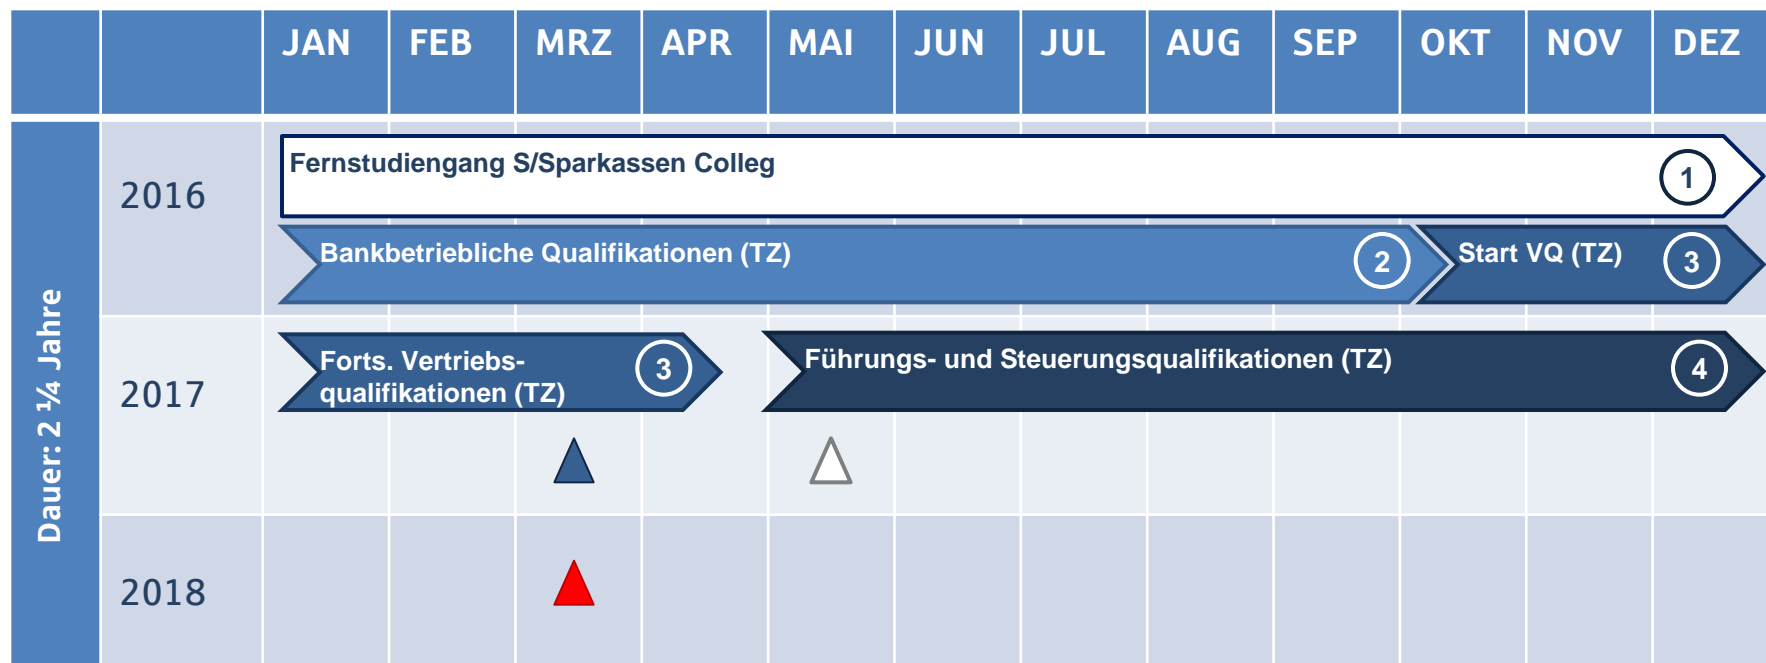 JAN FEB MRZ APR MAI JUN JUL AUG SEP OKT NOV DEZ
Dauer: 2 ¼ Jahre
2016
Fernstudiengang S/Sparkassen Colleg
1
Bankbetriebliche Qualifikationen (TZ)
2
Start VQ (TZ)
3
2017
Forts. Vertriebs-
qualifikationen (TZ)
3
Führungs- und Steuerungsqualifikationen (TZ)
4
2018